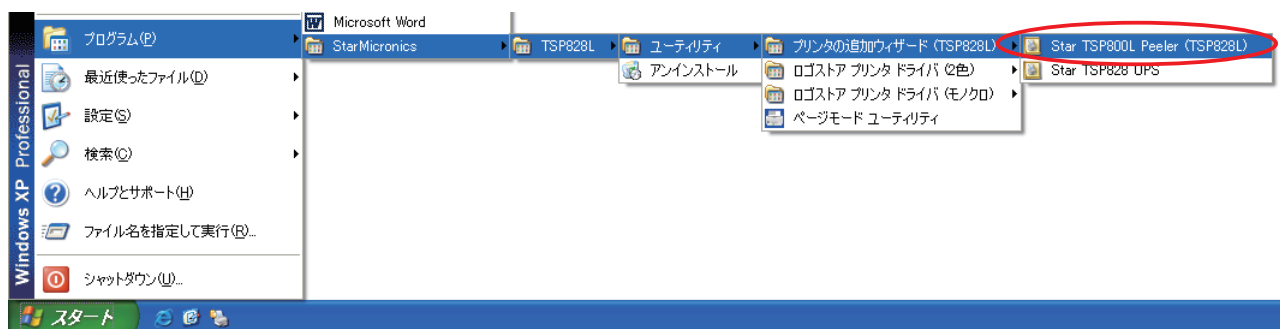 Windows XP Professional
プログラム(P)
最近使ったファイル(D)
設定(S)
検索(C)
ヘルプとサポート(H)
ファイル名を指定して実行(R)...
シャットダウン(U)...
スタート
Microsoft Word
StarMicronics
TSP828L
ユーティリティ
アンインストール
プリンタの追加ウィザード (TSP828L)
ロゴストア プリンタ ドライバ (2色)
ロゴストア プリンタ ドライバ (モノクロ)
ページモード ユーティリティ
Star TSP800L Peeler (TSP828L)
Star TSP828 UPS